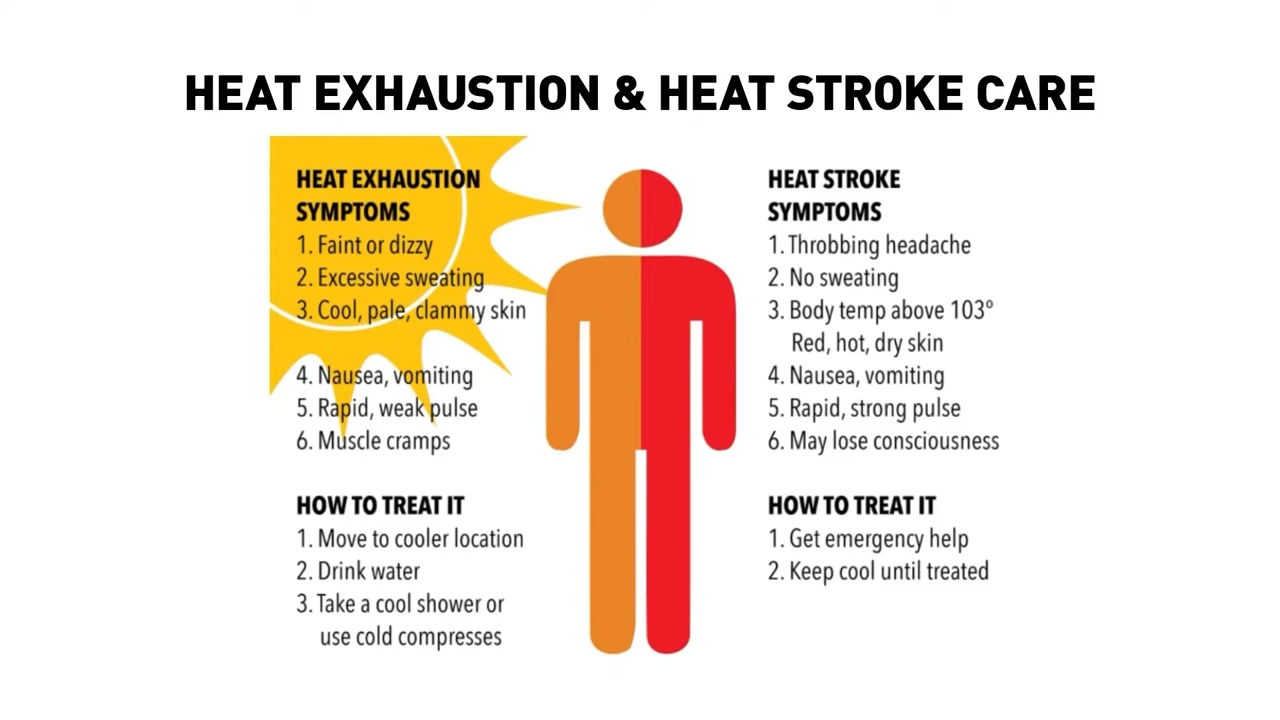 HEAT EXHAUSTION & HEAT STROKE CARE
HEAT EXHAUSTION
SYMPTOMS
1. Faint or dizzy
2. Excessive sweating
3. Cool, pale, clammy skin
4. Nausea, vomiting
5. Rapid, weak pulse
6. Muscle cramps
HOW TO TREAT IT
1. Move to cooler location
2. Drink water
3. Take a cool shower or
use cold compresses
HEAT STROKE
SYMPTOMS
1. Throbbing headache
2. No sweating
3. Body temp above 103º
Red, hot, dry skin
4. Nausea, vomiting
5. Rapid, strong pulse
6. May lose consciousness
HOW TO TREAT IT
1. Get emergency help
2. Keep cool until treated